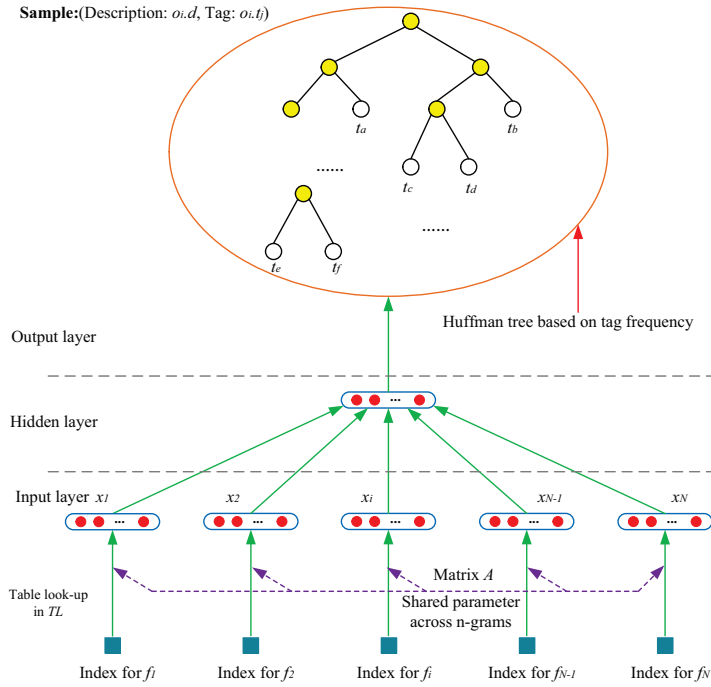 Sample:(Description: oi.d, Tag: oi.tj)
ta
tb
......
tc
td
te
tf
......
Huffman tree based on tag frequency
Output layer
...
Hidden layer
Input layer x1
x2
xi
xN-1
xN
...
...
...
...
...
Table look-up
in TL
Matrix A
Shared parameter
across n-grams
Index for f1
Index for f2
Index for fi
Index for fN-1
Index for fN